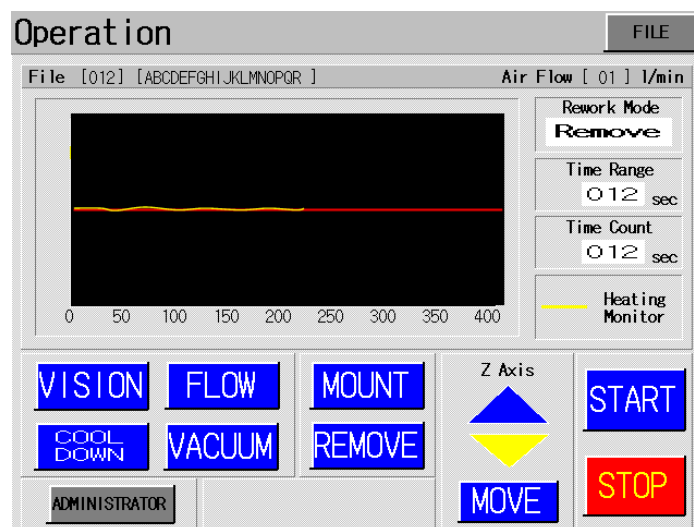 Operation
FILE
File [012] [ABCDEFGHIJKLMNOPQR ]
Air Flow [ 01 ] l/min
Rework Mode
Remove
Time Range
012 sec
Time Count
012 sec
Heating
Monitor
0 50 100 150 200 250 300 350 400
VISION
FLOW
MOUNT
Z Axis
START
COOL
DOWN
VACUUM
REMOVE
STOP
MOVE
ADMINISTRATOR